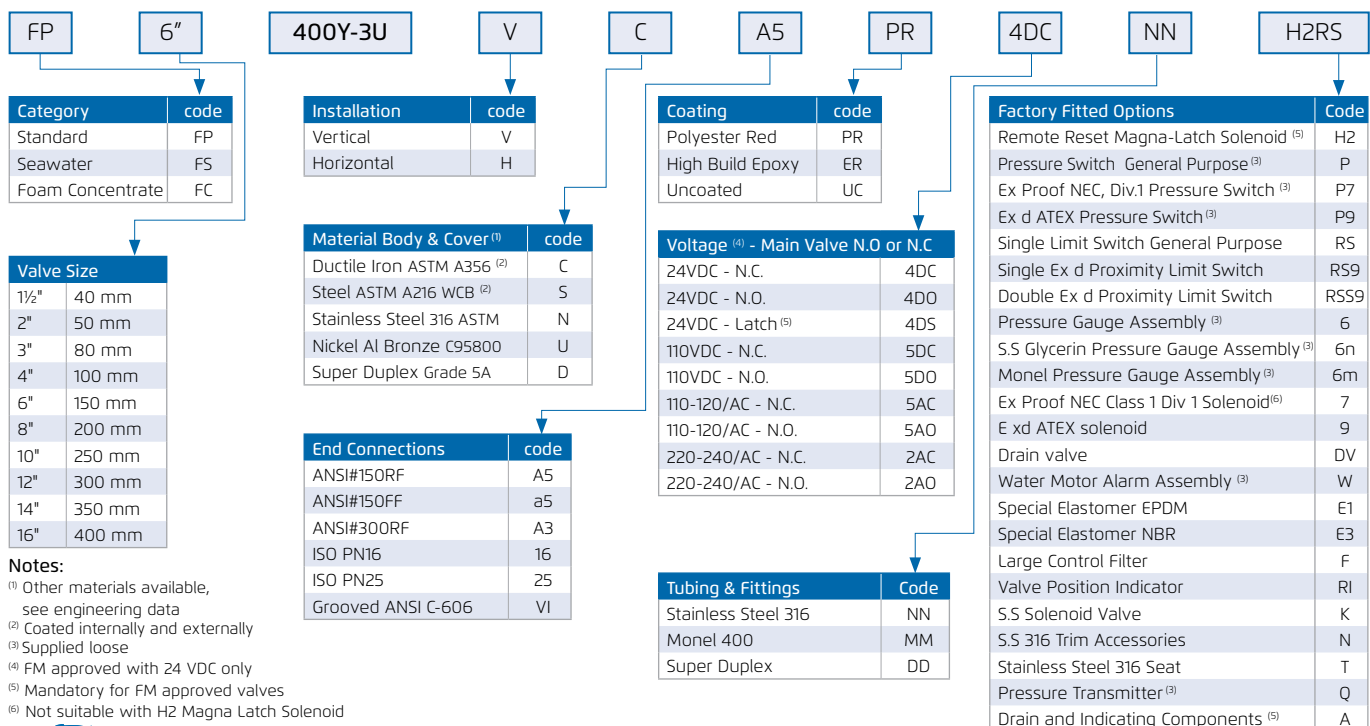 FP 6″ 400Y-3U V C A5 PR 4DC NN H2RS
Category code
Standard FP
Seawater FS
Foam Concentrate FC
Valve Size
1½" 40 mm
2" 50 mm
3" 80 mm
4" 100 mm
6" 150 mm
8" 200 mm
10" 250 mm
12" 300 mm
14" 350 mm
16" 400 mm
Notes:
(1) Other materials available,
see engineering data
(2) Coated internally and externally
(3) Supplied loose
(4) FM approved with 24 VDC only
(5) Mandatory for FM approved valves
(6) Not suitable with H2 Magna Latch Solenoid
Installation code
Vertical V
Horizontal H
Material Body & Cover (1) code
Ductile Iron ASTM A356 (2) C
Steel ASTM A216 WCB (2) S
Stainless Steel 316 ASTM N
Nickel Al Bronze C95800 U
Super Duplex Grade 5A D
End Connections code
ANSI#150RF A5
ANSI#150FF a5
ANSI#300RF A3
ISO PN16 16
ISO PN25 25
Grooved ANSI C-606 VI
Coating code
Polyester Red PR
High Build Epoxy ER
Uncoated UC
Voltage (4) - Main Valve N.O or N.C
24VDC - N.C. 4DC
24VDC - N.O. 4DO
24VDC - Latch (5) 4DS
110VDC - N.C. 5DC
110VDC - N.O. 5DO
110-120/AC - N.C. 5AC
110-120/AC - N.O. 5AO
220-240/AC - N.C. 2AC
220-240/AC - N.O. 2AO
Tubing & Fittings Code
Stainless Steel 316 NN
Monel 400 MM
Super Duplex DD
Factory Fitted Options Code
Remote Reset Magna-Latch Solenoid (5) H2
Pressure Switch General Purpose (3) P
Ex Proof NEC, Div.1 Pressure Switch (3) P7
Ex d ATEX Pressure Switch (3) P9
Single Limit Switch General Purpose RS
Single Ex d Proximity Limit Switch RS9
Double Ex d Proximity Limit Switch RSS9
Pressure Gauge Assembly (3) 6
S.S Glycerin Pressure Gauge Assembly (3) 6n
Monel Pressure Gauge Assembly (3) 6m
Ex Proof NEC Class 1 Div 1 Solenoid (6) 7
E xd ATEX solenoid 9
Drain valve DV
Water Motor Alarm Assembly (3) W
Special Elastomer EPDM E1
Special Elastomer NBR E3
Large Control Filter F
Valve Position Indicator RI
S.S Solenoid Valve K
S.S 316 Trim Accessories N
Stainless Steel 316 Seat T
Pressure Transmitter (3) Q
Drain and Indicating Components (5) A